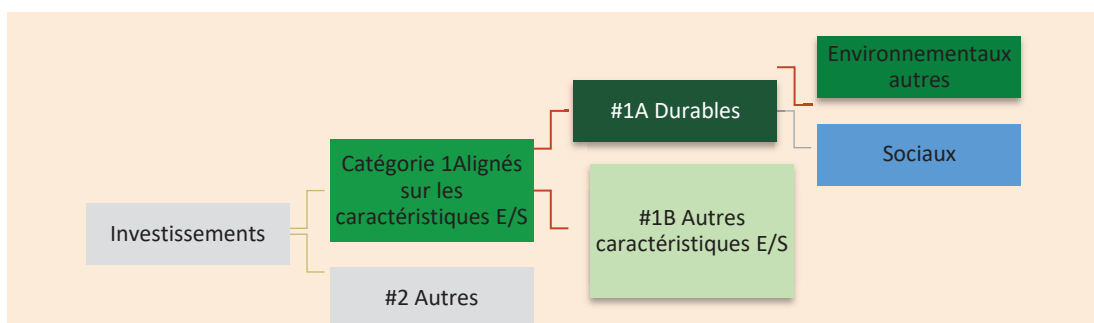 Investissements
Catégorie 1Alignés
sur les
caractéristiques E/S
#2 Autres
#1A Durables
#1B Autres
caractéristiques E/S
Environnementaux
autres
Sociaux